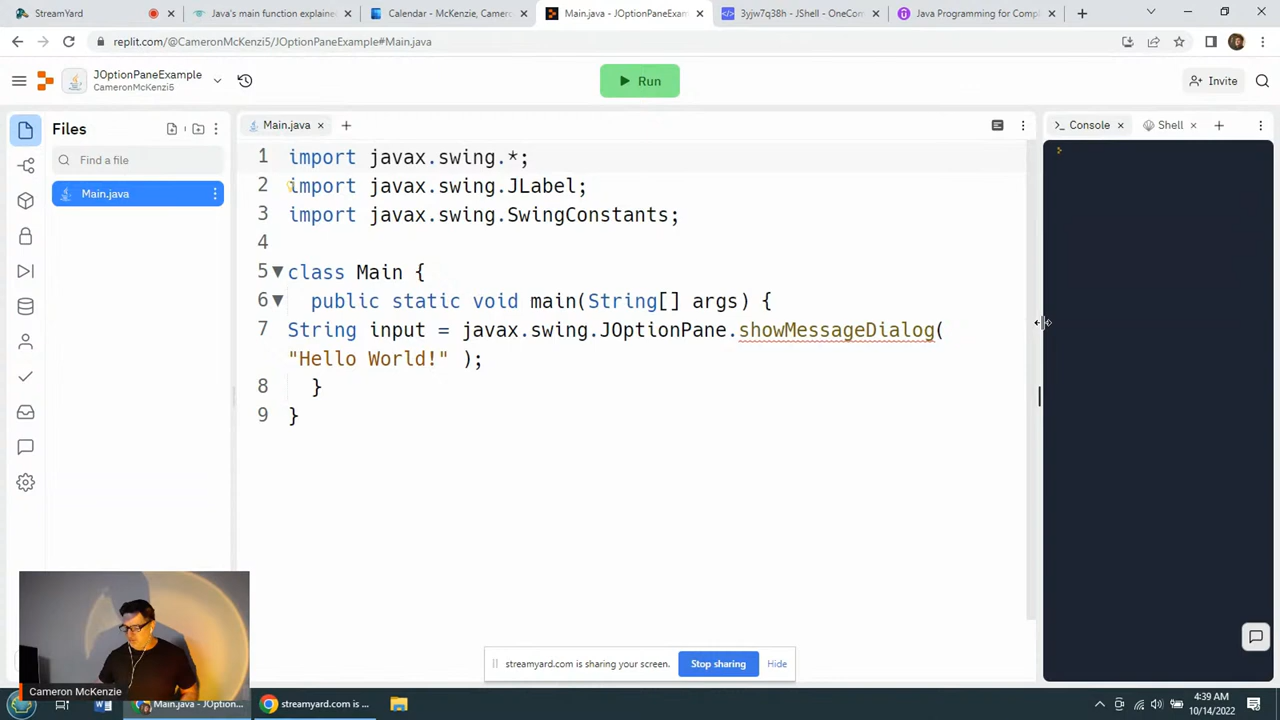 StreamYard
Java's main function explaine
Calendar - McKenzie, Camero
Main.java - JOptionPaneExam
3yjw7q38h - JShell - OneCom
Java Programming for Compl
replit.com/@CameronMcKenzi5/JOptionPaneExample#Main.java
JOptionPaneExample
CameronMcKenzi5
Run
Invite
Files
Main.java
Console
Shell
Find a file
Main.java
1 import javax.swing.*;
2 import javax.swing.JLabel;
3 import javax.swing.SwingConstants;
4
5 class Main {
6 public static void main(String[] args) {
7 String input = javax.swing.JOptionPane.showMessageDialog(
"Hello World!" );
8 }
9 }
streamyard.com is sharing your screen.
Stop sharing
Hide
Cameron McKenzie
Main.java - JOption...
streamyard.com is ...
4:39 AM
10/14/2022